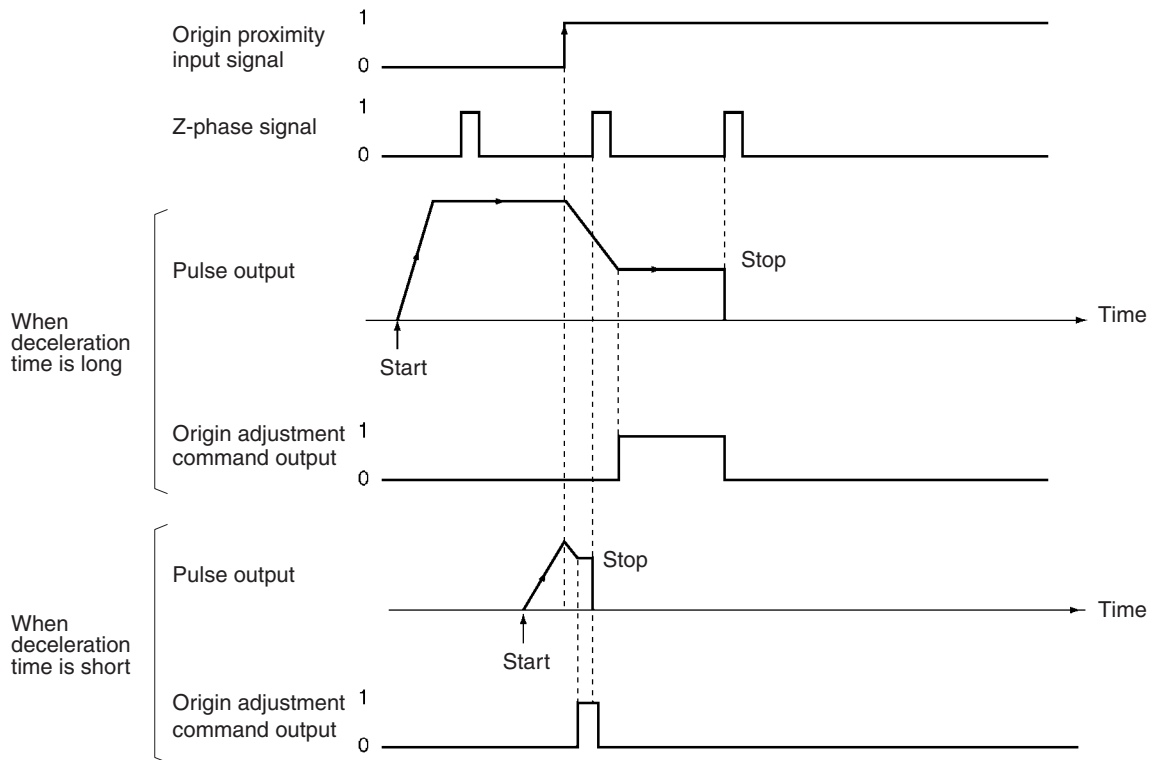 1
Origin proximity
input signal
0
1
Z-phase signal
0
Pulse output
Stop
Time
When
deceleration
time is long
Start
Origin adjustment
command output
1
0
Pulse output
Stop
Time
When
deceleration
time is short
Start
Origin adjustment
command output
1
0